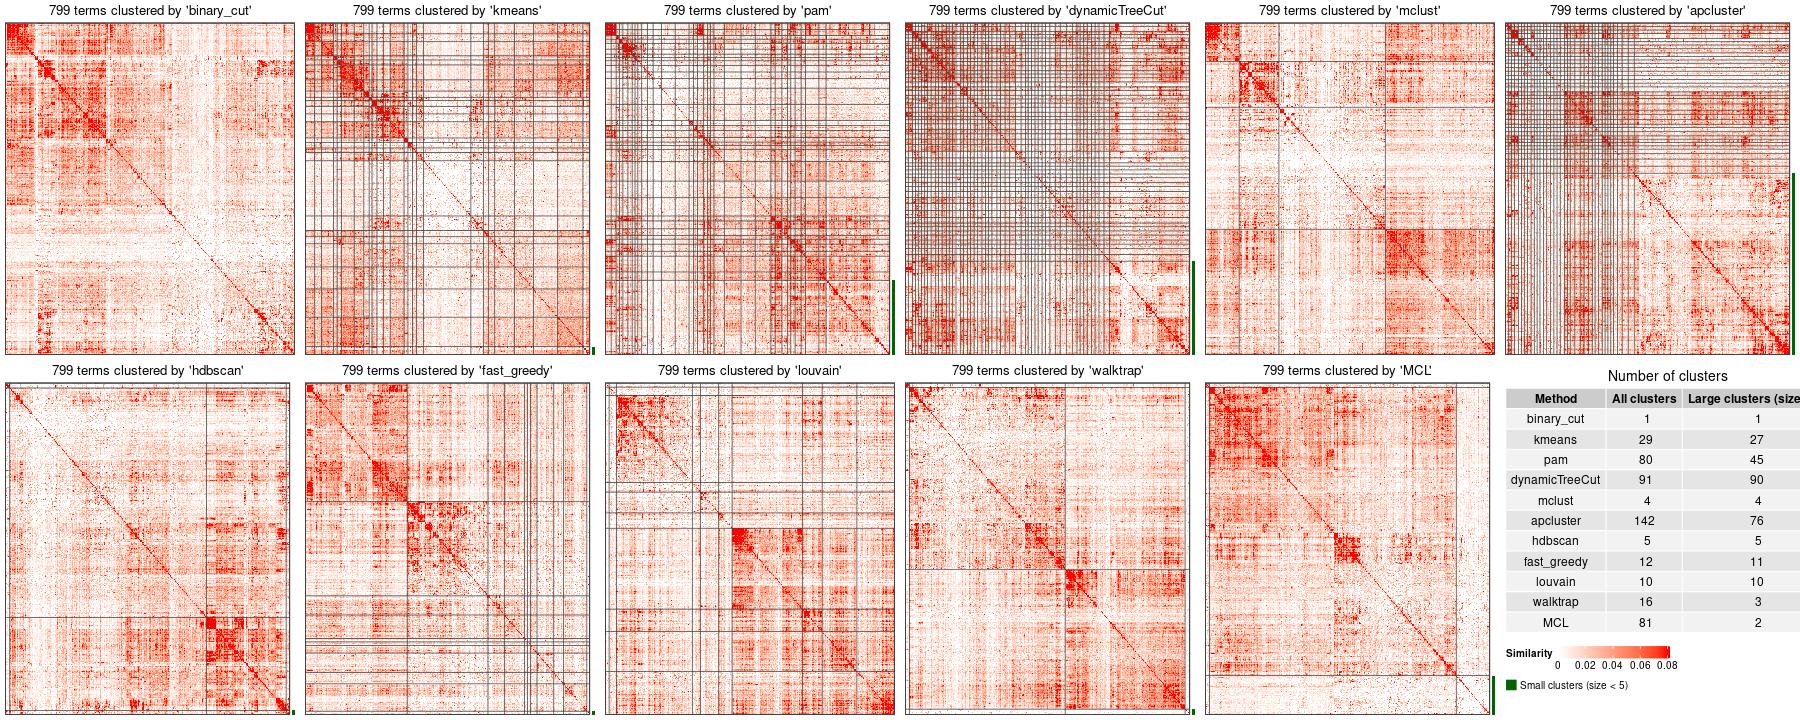 799 terms clustered by 'binary_cut'
799 terms clustered by 'kmeans'
799 terms clustered by 'pam'
799 terms clustered by 'dynamicTreeCut'
799 terms clustered by 'mclust'
799 terms clustered by 'apcluster'
799 terms clustered by 'hdbscan'
799 terms clustered by 'fast_greedy'
799 terms clustered by 'louvain'
799 terms clustered by 'walktrap'
799 terms clustered by 'MCL'
Number of clusters
Method All clusters Large clusters (size
binary_cut 1 1
kmeans 29 27
pam 80 45
dynamicTreeCut 91 90
mclust 4 4
apcluster 142 76
hdbscan 5 5
fast_greedy 12 11
louvain 10 10
walktrap 16 3
MCL 81 2
Similarity
0 0.02 0.04 0.06 0.08
Small clusters (size < 5)